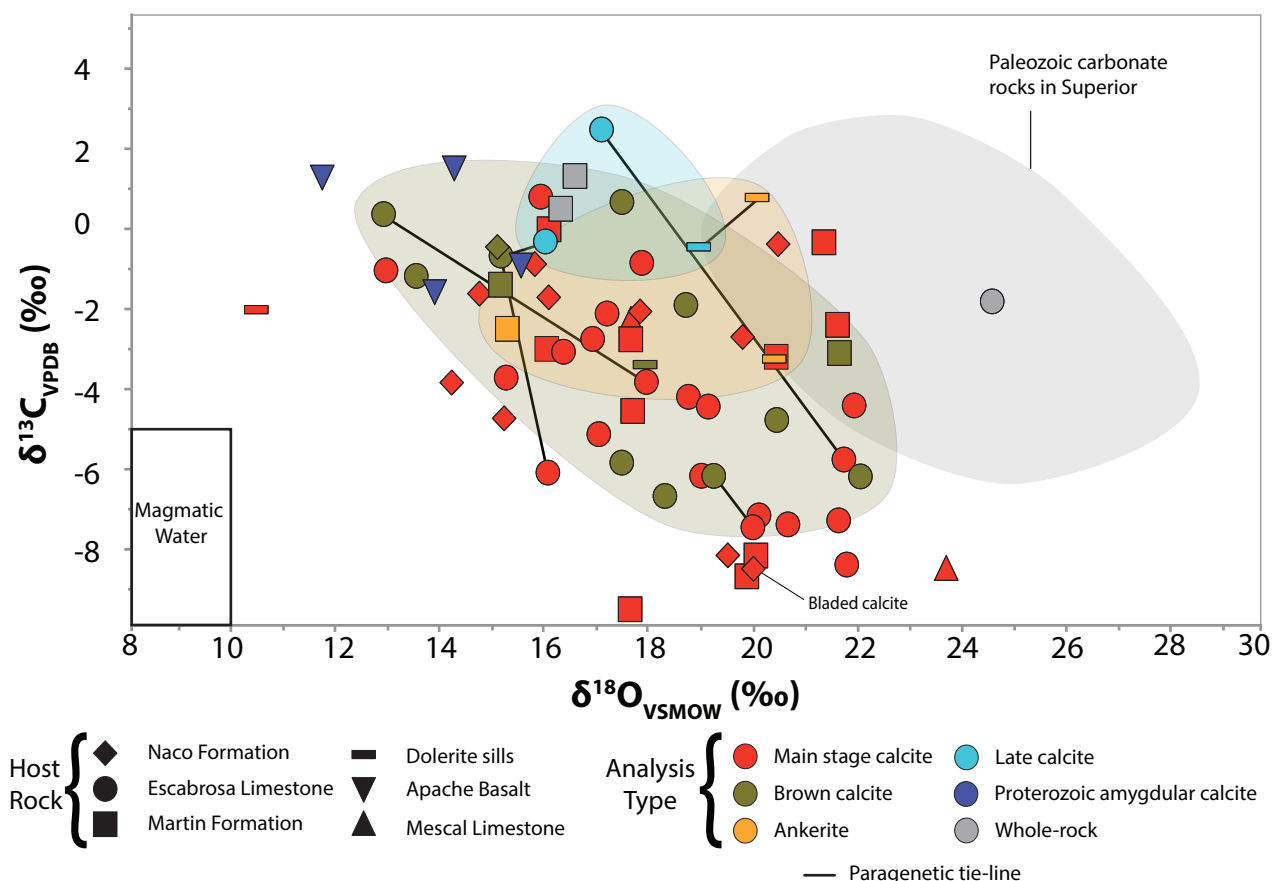 4
2
0
-2
-4
-6
-8
δ13CVPDB (‰)
Paleozoic carbonate
rocks in Superior
Magmatic
Water
Bladed calcite
8 10 12 14 16 18 20 22 24 26 28 30
δ18OVSMOW (‰)
Host
Rock
Naco Formation
Escabrosa Limestone
Martin Formation
Dolerite sills
Apache Basalt
Mescal Limestone
Analysis
Type
Main stage calcite
Brown calcite
Ankerite
Late calcite
Proterozoic amygdular calcite
Whole-rock
Paragenetic tie-line